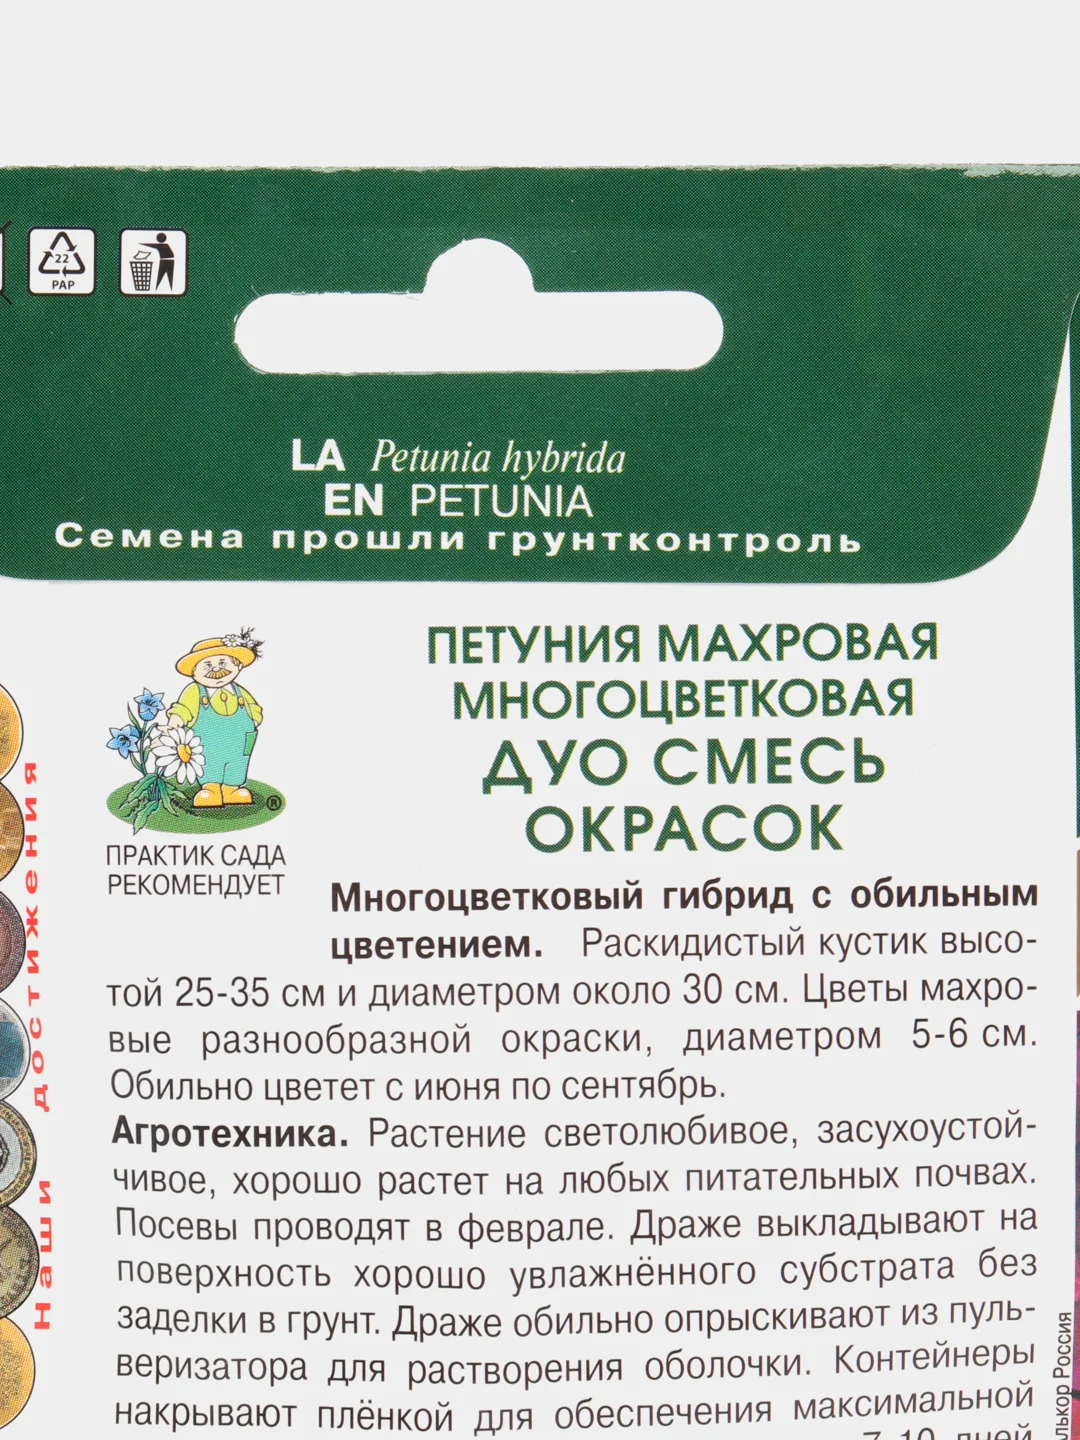 22
PAP
LA Petunia hybrida
EN PETUNIA
Семена прошли грунтконтроль
ПЕТУНИЯ МАХРОВАЯ
МНОГОЦВЕТКОВАЯ
ДУО СМЕСЬ
ОКРАСОК
®
ПРАКТИК САДА
РЕКОМЕНДУЕТ
Многоцветковый гибрид с обильным
цветением. Раскидистый кустик высо-
той 25-35 см и диаметром около 30 см. Цветы махро-
вые разнообразной окраски, диаметром 5-6 см.
Обильно цветет с июня по сентябрь.
Агротехника. Растение светолюбивое, засухоустой-
чивое, хорошо растет на любых питательных почвах.
Посевы проводят в феврале. Драже выкладывают на
поверхность хорошо увлажнённого субстрата без
заделки в грунт. Драже обильно опрыскивают из пуль-
веризатора для растворения оболочки. Контейнеры
накрывают плёнкой для обеспечения максимальной
7-10 дней
Наши достижения
Россия